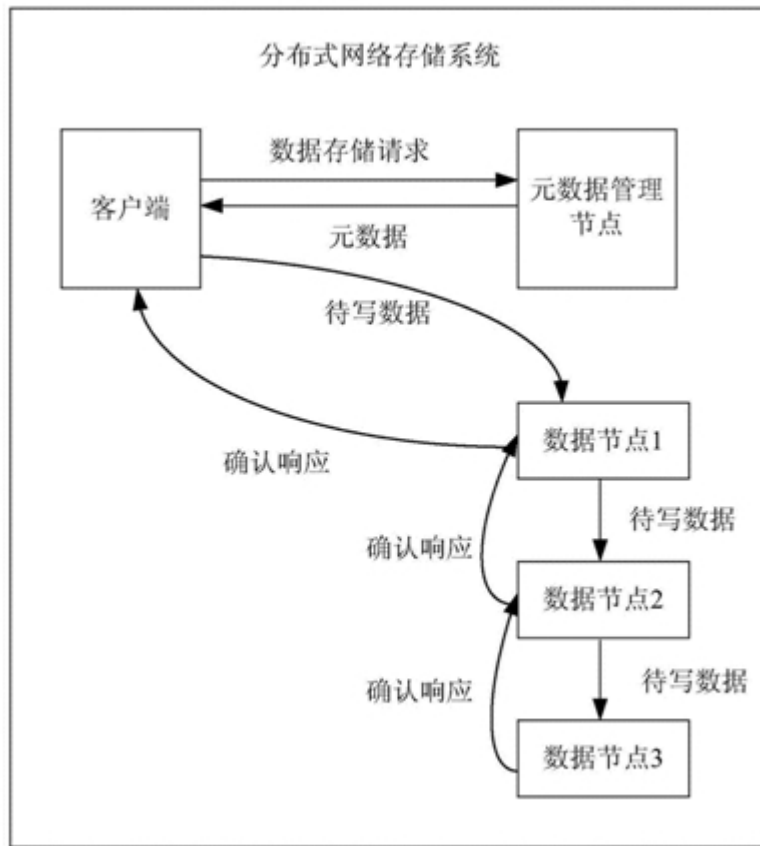 分布式网络存储系统
数据存储请求
客户端
元数据管理
节点
元数据
待写数据
数据节点1
确认响应
待写数据
确认响应
数据节点2
确认响应
待写数据
数据节点3